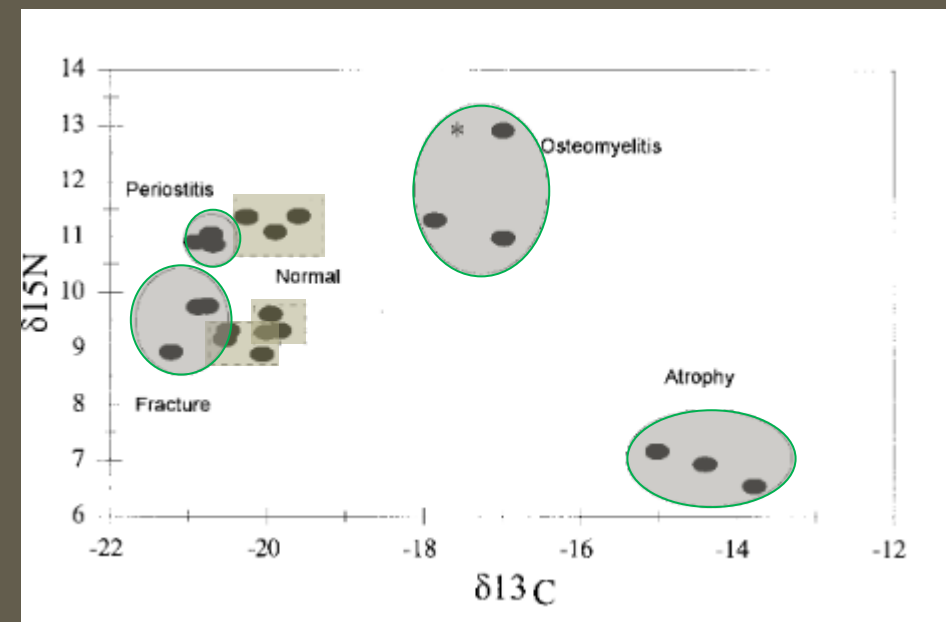 14
13
*
Osteomyelitis
12
Periostitis
11
Normal
10
δ15N
9
Atrophy
8
Fracture
7
6
-22
-20
-18
-16
-14
-12
δ13 C